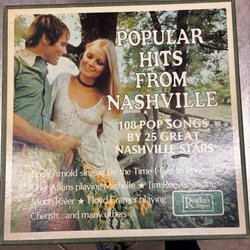 POPULAR
HITS
FROM
NASHVILLE
108 POP SONGS
BY 25 GREAT
NASHVILLE STARS
Eddy Arnold singing By the Time I Get to Phoenix
Chet Atkins playing Michelle ★ Jim Reeves singing
Moon River ★ Floyd Cramer playing
Cherish.. and many others
Reader's
Digest